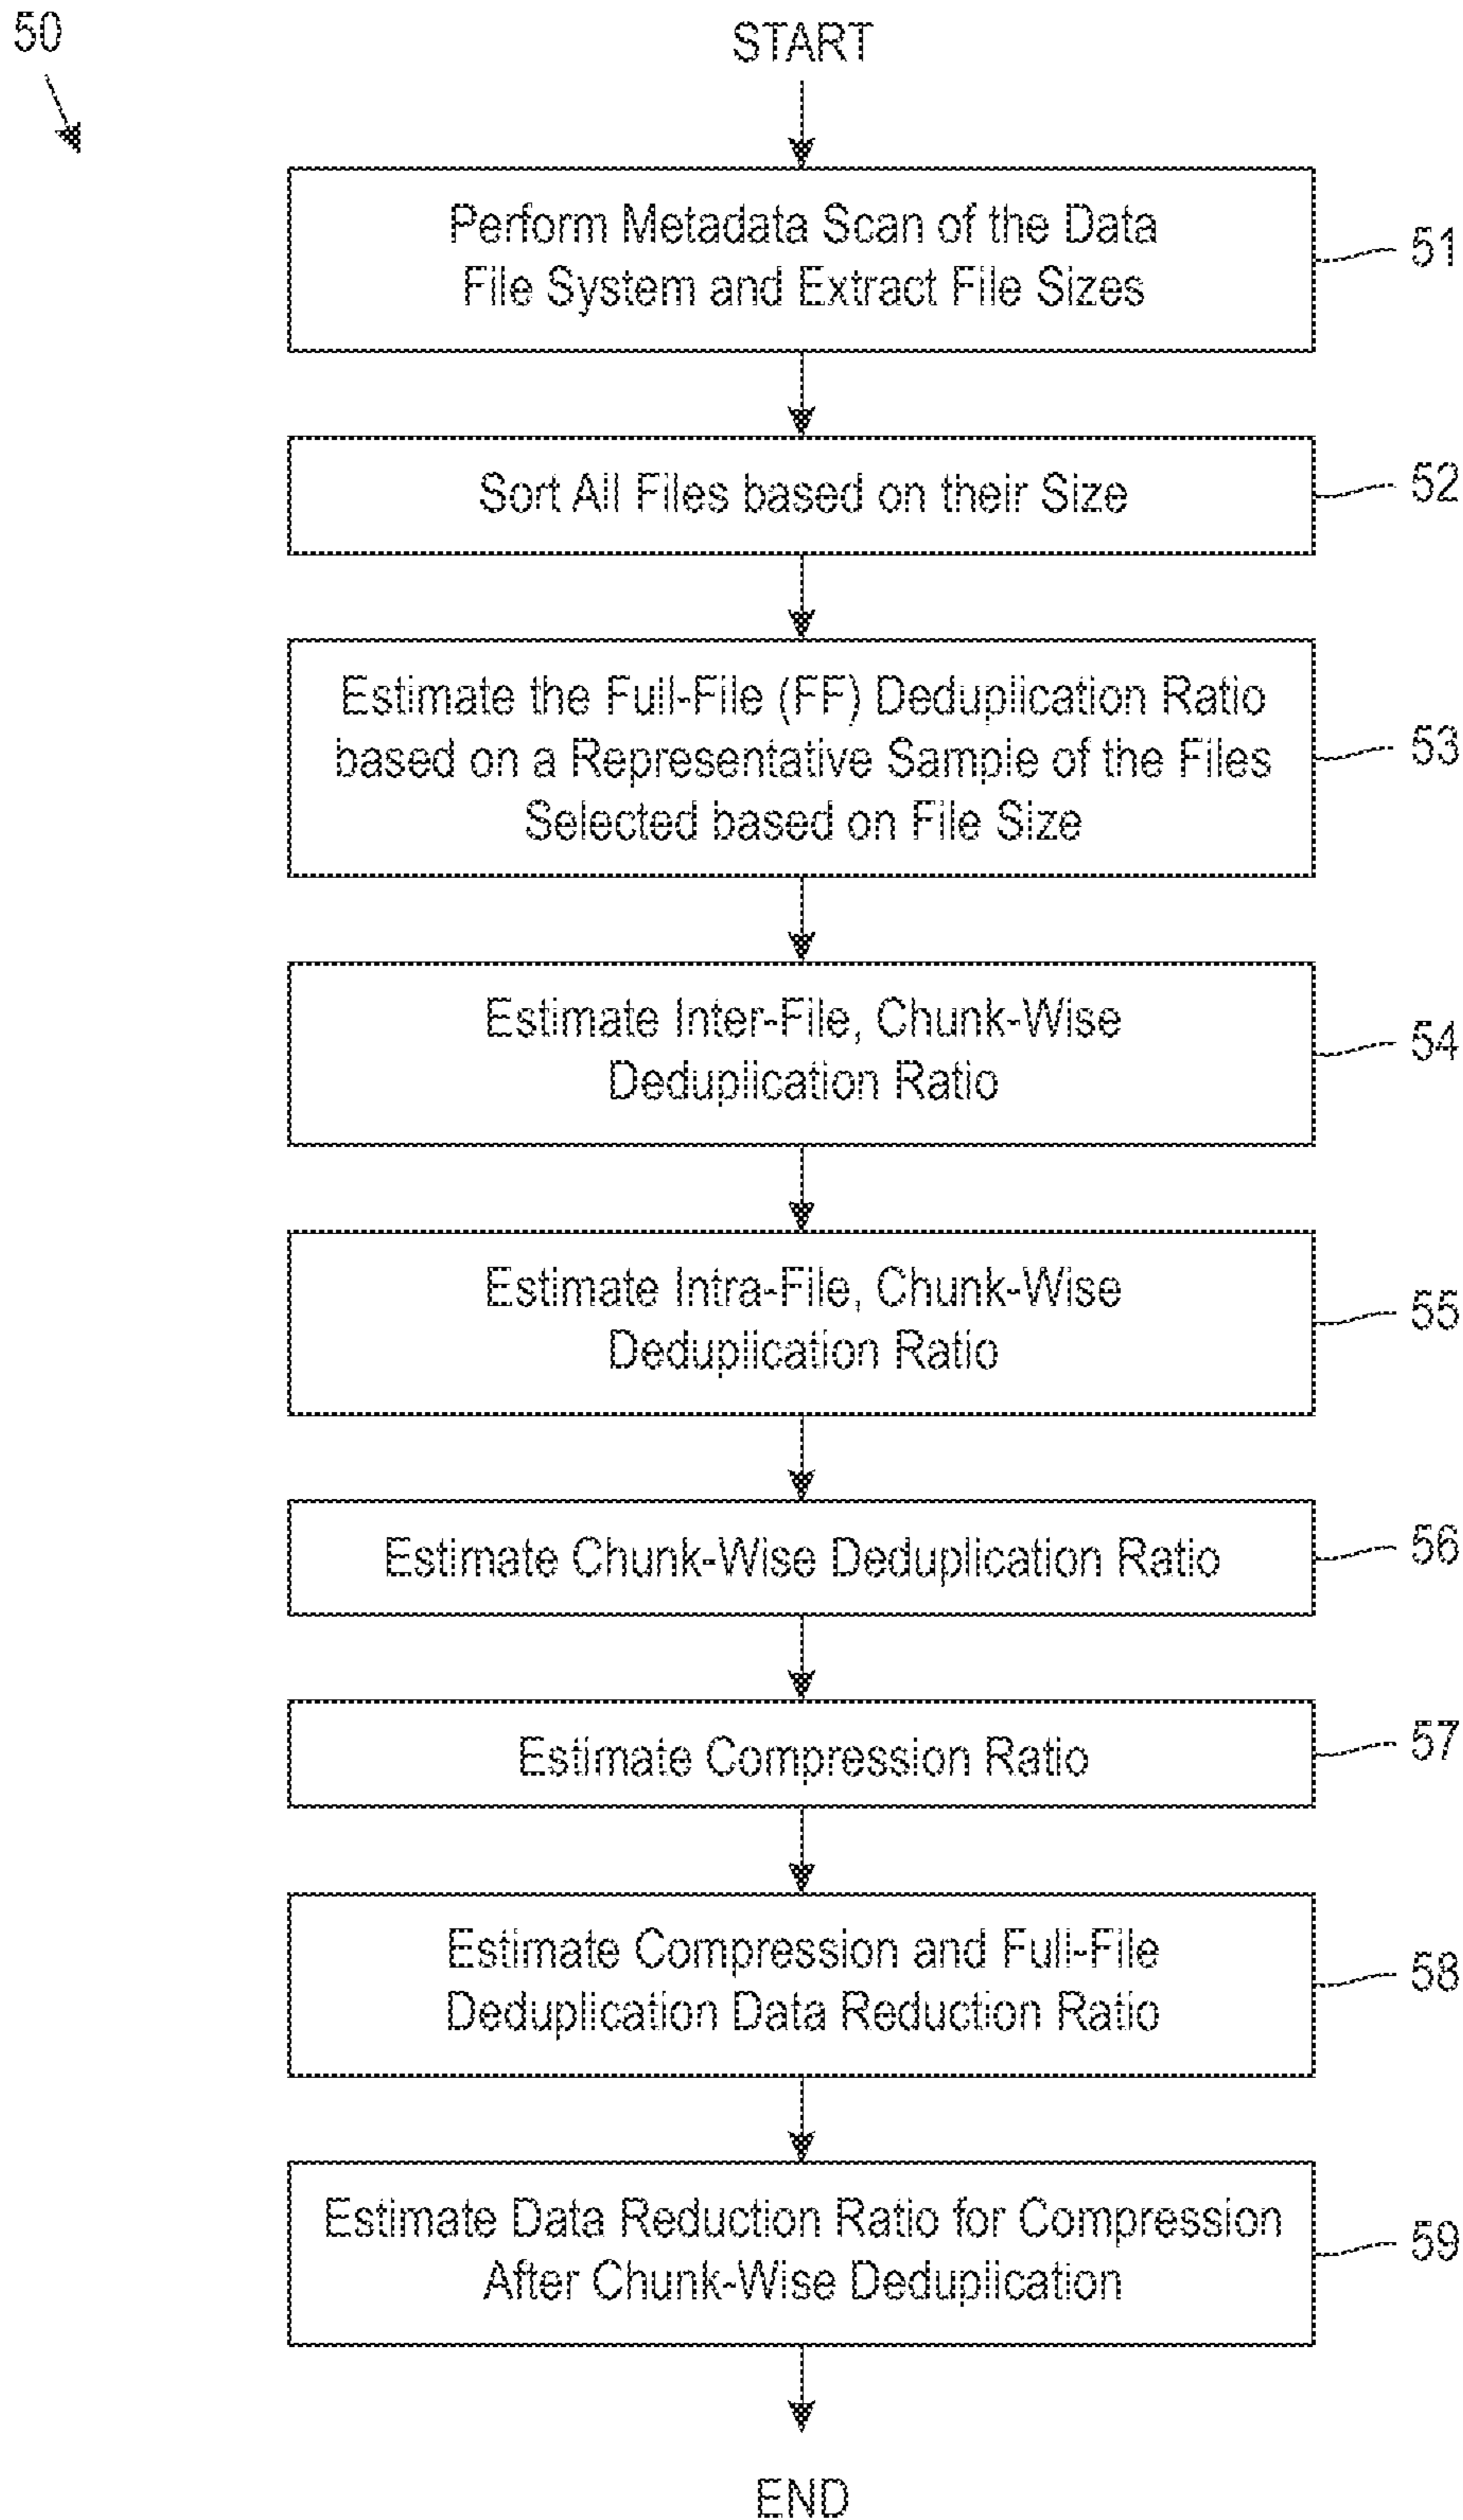 50
START
Perform Metadata Scan of the Data
File System and Extract File Sizes
51
Sort All Files based on their Size
52
Estimate the Full-File (FF) Deduplication Ratio
based on a Representative Sample of the Files
Selected based on File Size
53
Estimate Inter-File, Chunk-Wise
Deduplication Ratio
54
Estimate Intra-File, Chunk-Wise
Deduplication Ratio
55
Estimate Chunk-Wise Deduplication Ratio
56
Estimate Compression Ratio
57
Estimate Compression and Full-File
Deduplication Data Reduction Ratio
58
Estimate Data Reduction Ratio for Compression
After Chunk-Wise Deduplication
59
END